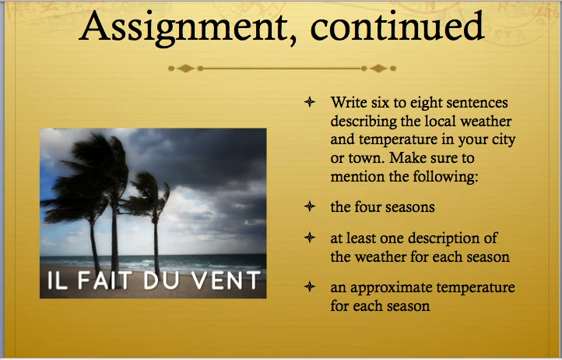 Assignment, continued
Write six to eight sentences
describing the local weather
and temperature in your city
or town. Make sure to
mention the following:
the four seasons
at least one description of
the weather for each season
an approximate temperature
for each season
IL FAIT DU VENT